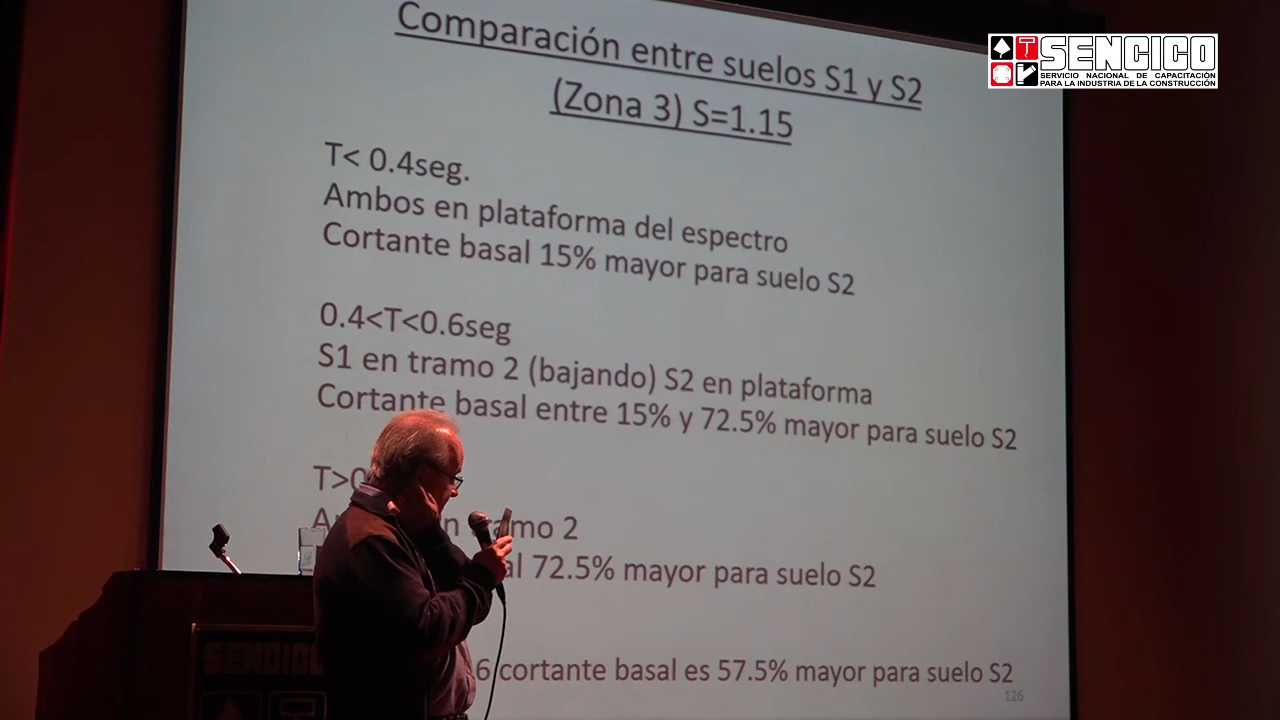 Comparación entre suelos S1 y S2
(Zona 3) S=1.15
SENCICO
SERVICIO NACIONAL DE CAPACITACIÓN
PARA LA INDUSTRIA DE LA CONSTRUCCIÓN
T< 0.4seg.
Ambos en plataforma del espectro
Cortante basal 15% mayor para suelo S2
0.4<T<0.6seg
S1 en tramo 2 (bajando) S2 en plataforma
Cortante basal entre 15% y 72.5% mayor para suelo S2
T>0
tramo 2
72.5% mayor para suelo S2
6 cortante basal es 57.5% mayor para suelo S2
126
SENCICO